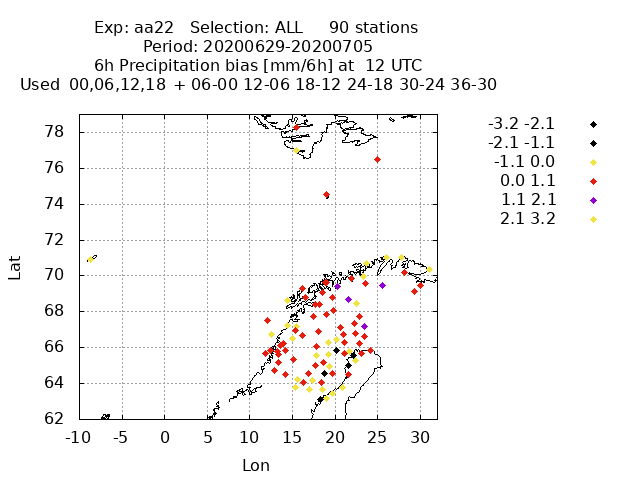 Exp: aa22 Selection: ALL 90 stations
Period: 20200629-20200705
6h Precipitation bias [mm/6h] at 12 UTC
Used 00,06,12,18 + 06-00 12-06 18-12 24-18 30-24 36-30
-3.2 -2.1
-2.1 -1.1
-1.1 0.0
0.0 1.1
1.1 2.1
2.1 3.2
78
76
74
72
70
68
66
64
62
Lat
-10 -5 0 5 10 15 20 25 30
Lon